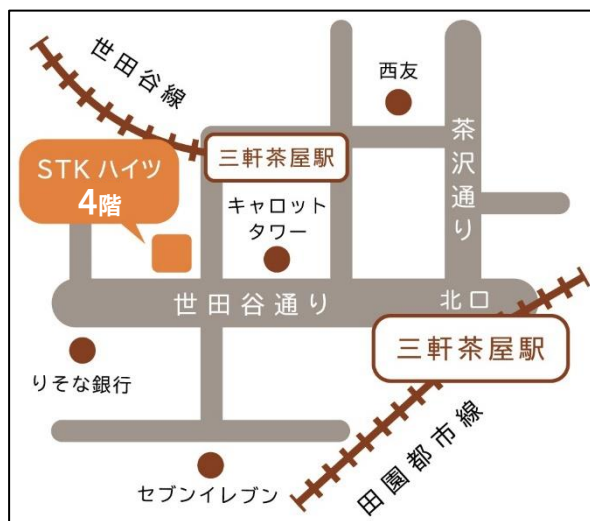 世田谷線
西友
茶沢通り
STKハイツ
4階
三軒茶屋駅
キャロット
タワー
世田谷通り
北口
三軒茶屋駅
りそな銀行
田園都市線
セブンイレブン